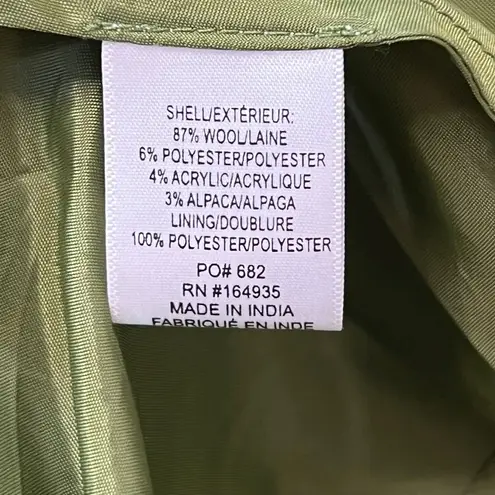 SHELL/EXTÉRIEUR:
87% WOOL/LAINE
6% POLYESTER/POLYESTER
4% ACRYLIC/ACRYLIQUE
3% ALPACA/ALPAGA
LINING/DOUBLURE
100% POLYESTER/POLYESTER
PO# 682
RN #164935
MADE IN INDIA
FABRIQUÉ EN INDE